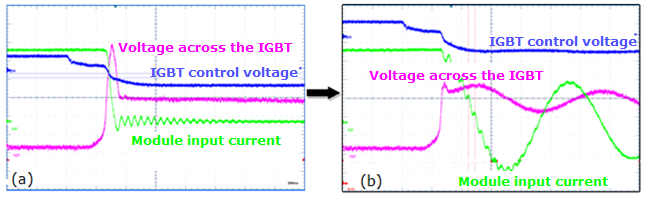 Voltage across the IGBT
IGBT control voltage
Module input current
(a)
IGBT control voltage
Voltage across the IGBT
Module input current
(b)